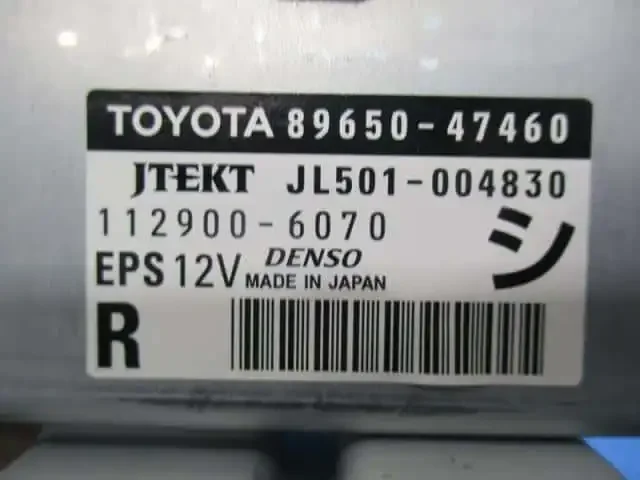 TOYOTA 89650-47460
JTEKT JL501-004830
112900-6070
シ
EPS 12V DENSO MADE IN JAPAN
R